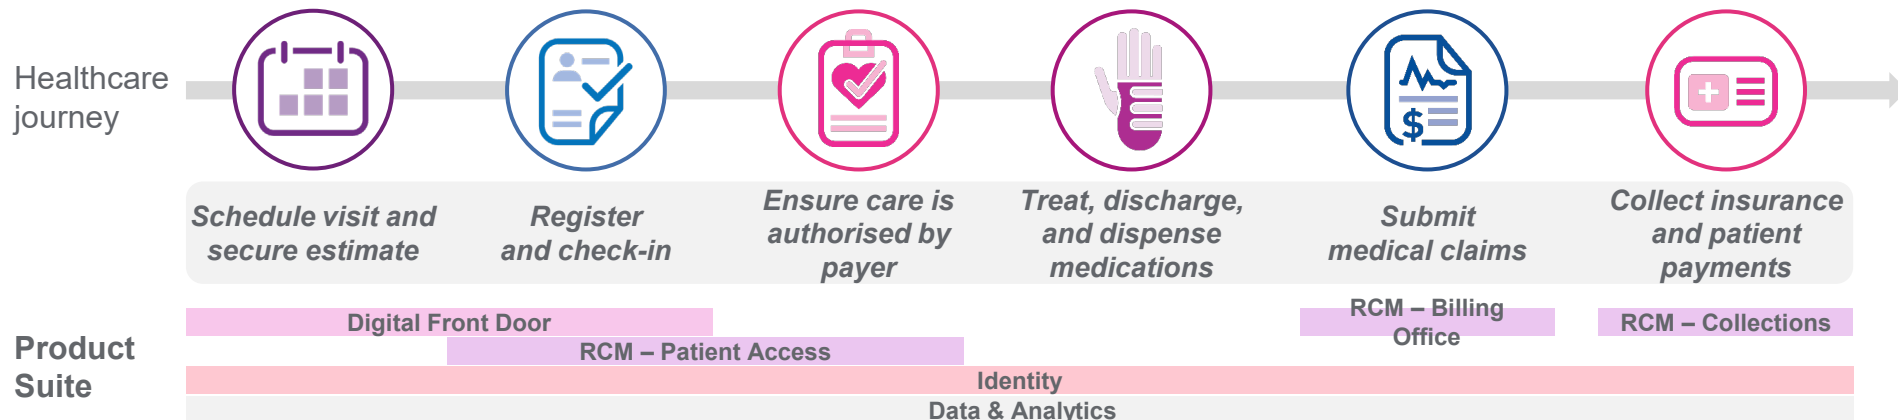 Healthcare
journey
$
Schedule visit and
secure estimate
Register
and check-in
Ensure care is
authorised by
payer
Treat, discharge,
and dispense
medications
Submit
medical claims
Collect insurance
and patient
payments
Product
Suite
Digital Front Door
RCM – Billing
Office
RCM – Collections
RCM – Patient Access
Identity
Data & Analytics